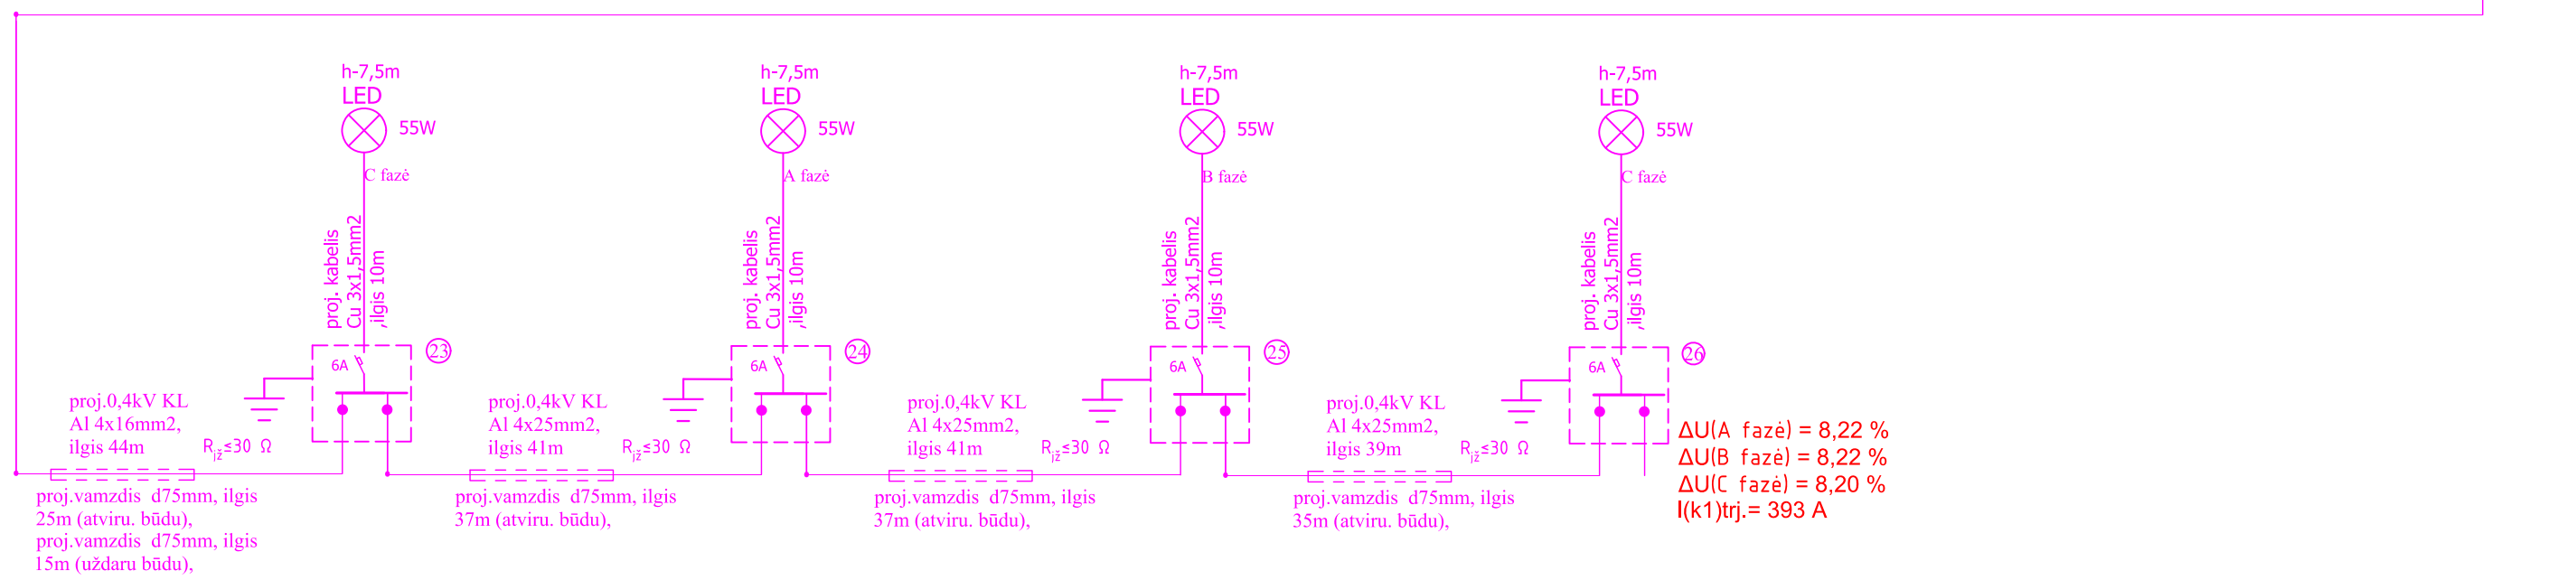 h-7,5m
LED
55W
C fazė
proj. kabelis
Cu 3x1,5mm2
,ilgis 10m
6A
23
proj.0,4kV KL
Al 4x16mm2,
ilgis 44m
Rjž≤30 Ω
proj.vamzdis d75mm, ilgis
25m (atviru. būdu),
proj.vamzdis d75mm, ilgis
15m (uždaru būdu),
h-7,5m
LED
55W
A fazė
proj. kabelis
Cu 3x1,5mm2
,ilgis 10m
6A
24
proj.0,4kV KL
Al 4x25mm2,
ilgis 41m
Rjž≤30 Ω
proj.vamzdis d75mm, ilgis
37m (atviru. būdu),
h-7,5m
LED
55W
B fazė
proj. kabelis
Cu 3x1,5mm2
,ilgis 10m
6A
25
proj.0,4kV KL
Al 4x25mm2,
ilgis 41m
Rjž≤30 Ω
proj.vamzdis d75mm, ilgis
37m (atviru. būdu),
h-7,5m
LED
55W
C fazė
proj. kabelis
Cu 3x1,5mm2
,ilgis 10m
6A
26
proj.0,4kV KL
Al 4x25mm2,
ilgis 39m
Rjž≤30 Ω
proj.vamzdis d75mm, ilgis
35m (atviru. būdu),
ΔU(A fazė) = 8,22 %
ΔU(B fazė) = 8,22 %
ΔU(C fazė) = 8,20 %
I(k1)trj.= 393 A